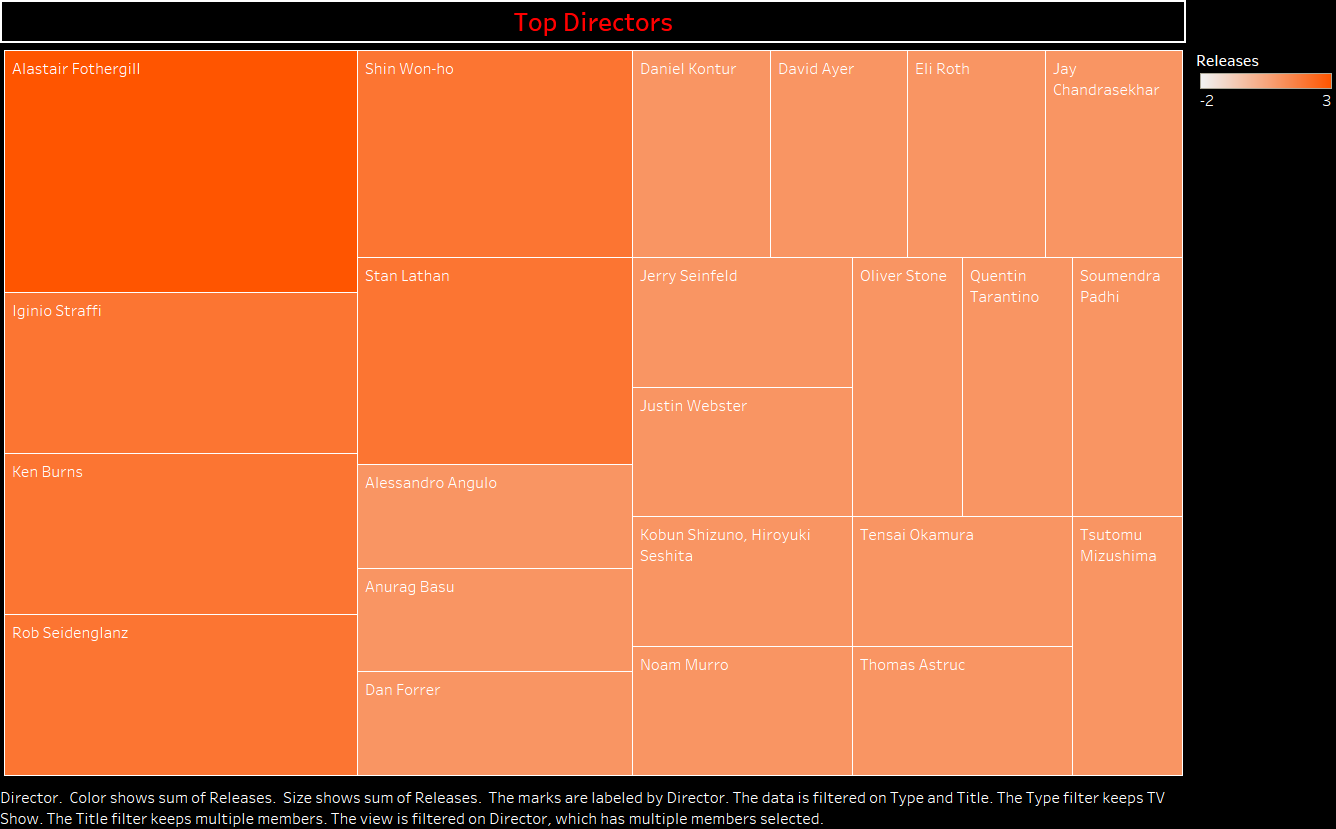 Top Directors
Alastair Fothergill
Iginio Straffi
Ken Burns
Rob Seidenglanz
Shin Won-ho
Stan Lathan
Alessandro Angulo
Anurag Basu
Dan Forrer
Daniel Kontur
David Ayer
Eli Roth
Jay
Chandrasekhar
Jerry Seinfeld
Justin Webster
Oliver Stone
Quentin
Tarantino
Soumendra
Padhi
Kobun Shizuno, Hiroyuki
Seshita
Noam Murro
Tensai Okamura
Thomas Astruc
Tsutomu
Mizushima
Releases
-2 3
Director.  Color shows sum of Releases.  Size shows sum of Releases.  The marks are labeled by Director. The data is filtered on Type and Title. The Type filter keeps TV
Show. The Title filter keeps multiple members. The view is filtered on Director, which has multiple members selected.